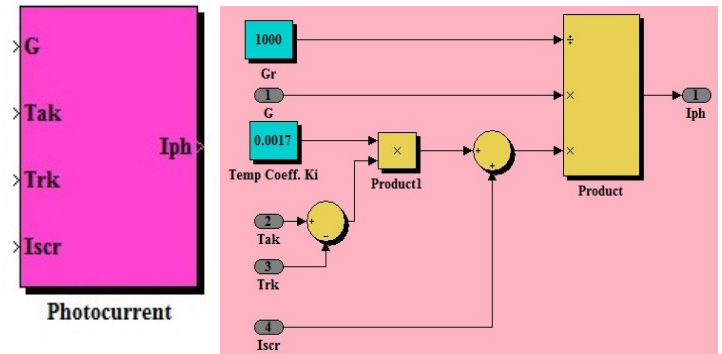 G
Tak
Iph
Trk
Iscr
Photocurrent
1000
Gr
÷
1
G
×
1
Iph
0.0017
Temp Coeff. Ki
×
Product1
+
+
×
Product
2
Tak
+
−
3
Trk
4
Iscr